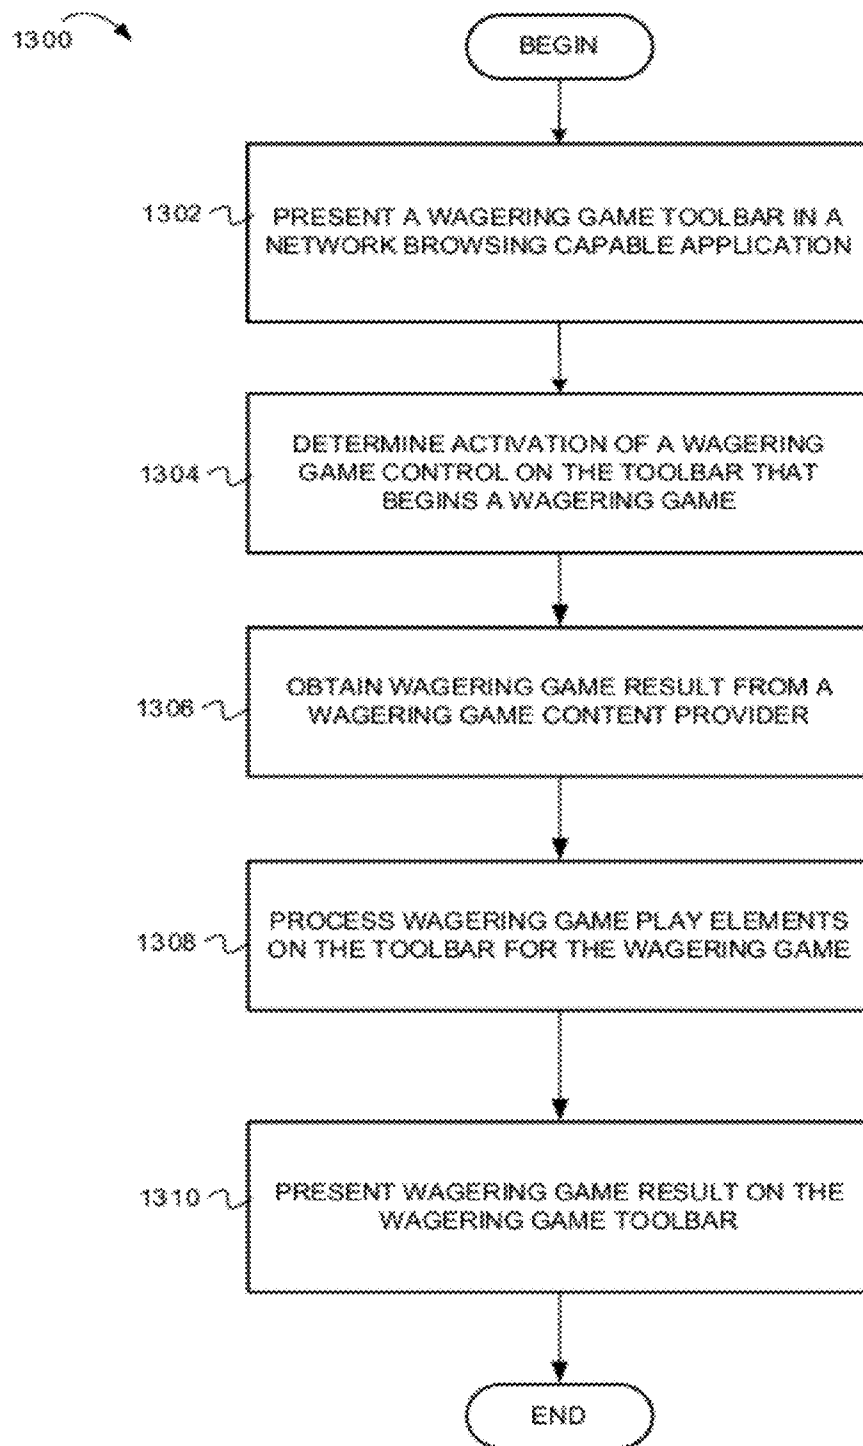 1300
BEGIN
1302
PRESENT A WAGERING GAME TOOLBAR IN A
NETWORK BROWSING CAPABLE APPLICATION
1304
DETERMINE ACTIVATION OF A WAGERING
GAME CONTROL ON THE TOOLBAR THAT
BEGINS A WAGERING GAME
1306
OBTAIN WAGERING GAME RESULT FROM A
WAGERING GAME CONTENT PROVIDER
1308
PROCESS WAGERING GAME PLAY ELEMENTS
ON THE TOOLBAR FOR THE WAGERING GAME
1310
PRESENT WAGERING GAME RESULT ON THE
WAGERING GAME TOOLBAR
END